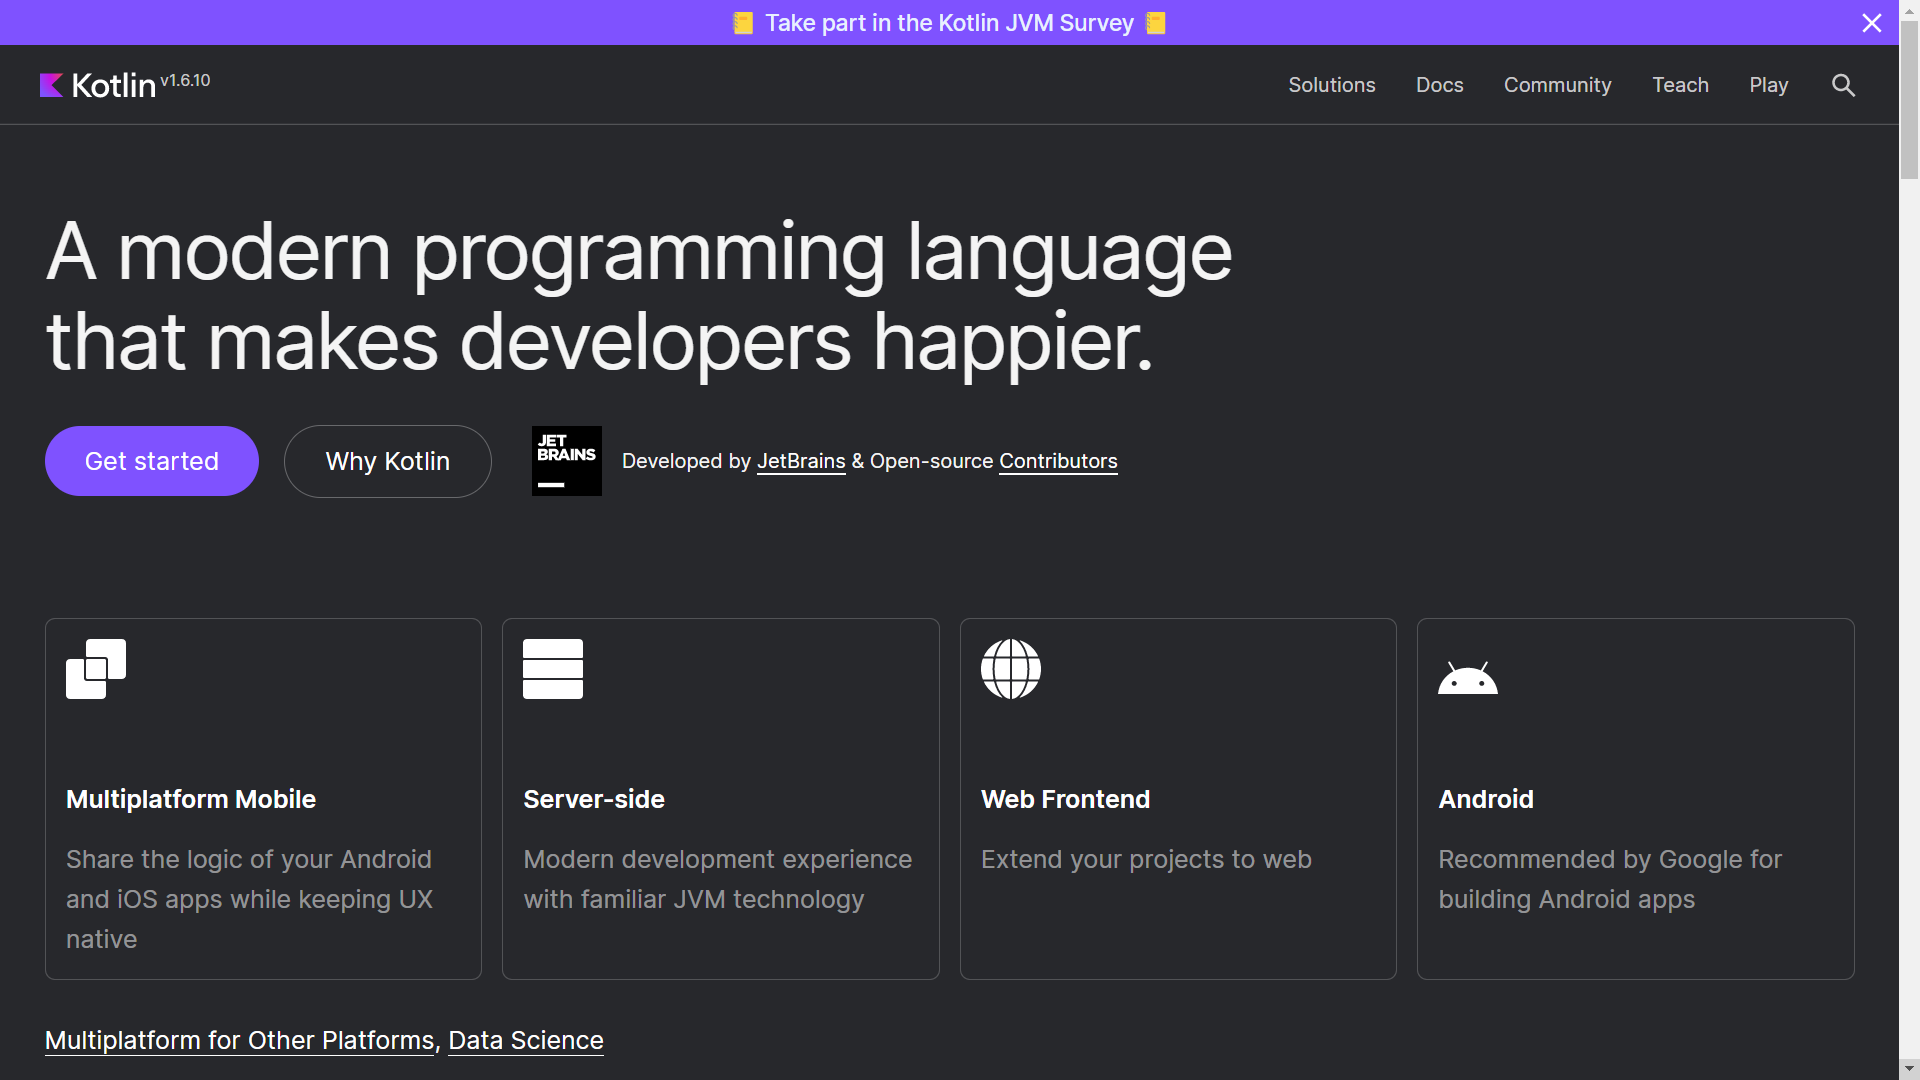 📒 Take part in the Kotlin JVM Survey 📒
Kotlin v1.6.10
Solutions Docs Community Teach Play
A modern programming language
that makes developers happier.
Get started Why Kotlin
JET
BRAINS
Developed by JetBrains & Open-source Contributors
Multiplatform Mobile
Share the logic of your Android
and iOS apps while keeping UX
native
Server-side
Modern development experience
with familiar JVM technology
Web Frontend
Extend your projects to web
Android
Recommended by Google for
building Android apps
Multiplatform for Other Platforms, Data Science